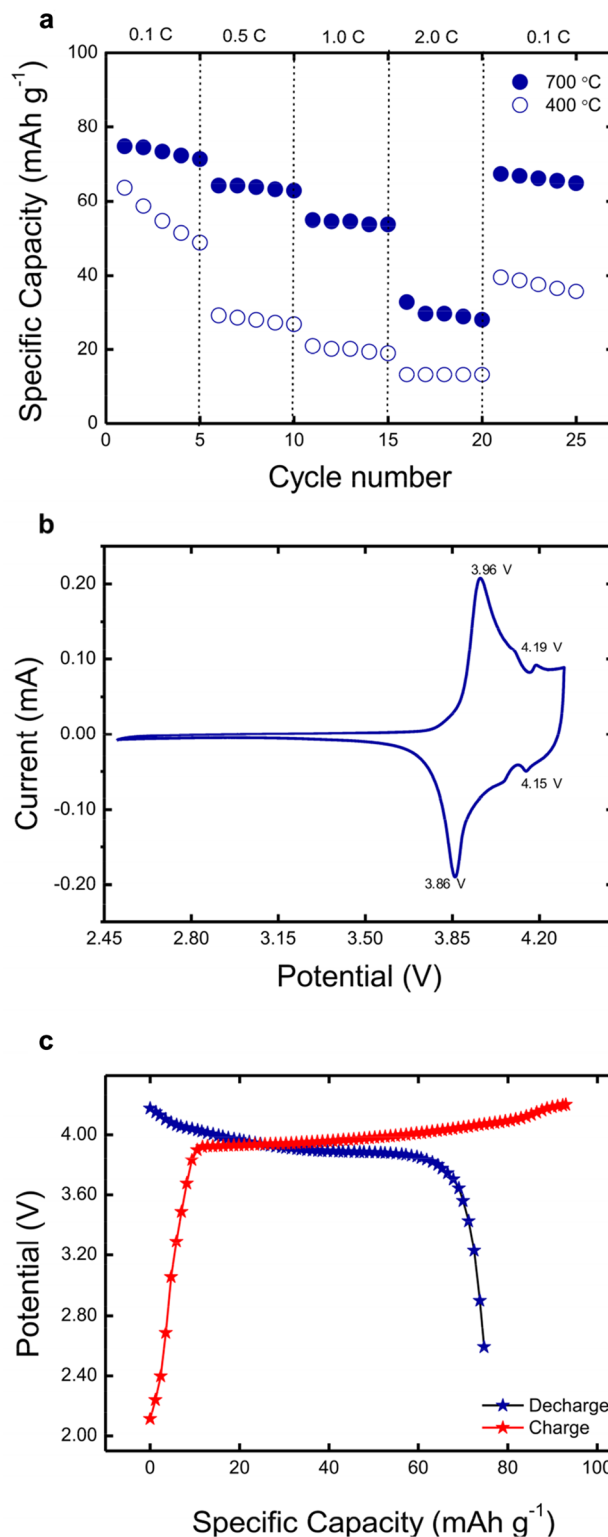 a
0.1 C 0.5 C 1.0 C 2.0 C 0.1 C
700 °C
400 °C
100
80
60
40
20
0
Specific Capacity (mAh g⁻¹)
0 5 10 15 20 25
Cycle number
b
0.20
0.10
0.00
-0.10
-0.20
Current (mA)
3.96 V
4.19 V
4.15 V
3.86 V
2.45 2.80 3.15 3.50 3.85 4.20
Potential (V)
c
4.00
3.60
3.20
2.80
2.40
2.00
Potential (V)
Decharge
Charge
0 20 40 60 80 100
Specific Capacity (mAh g⁻¹)